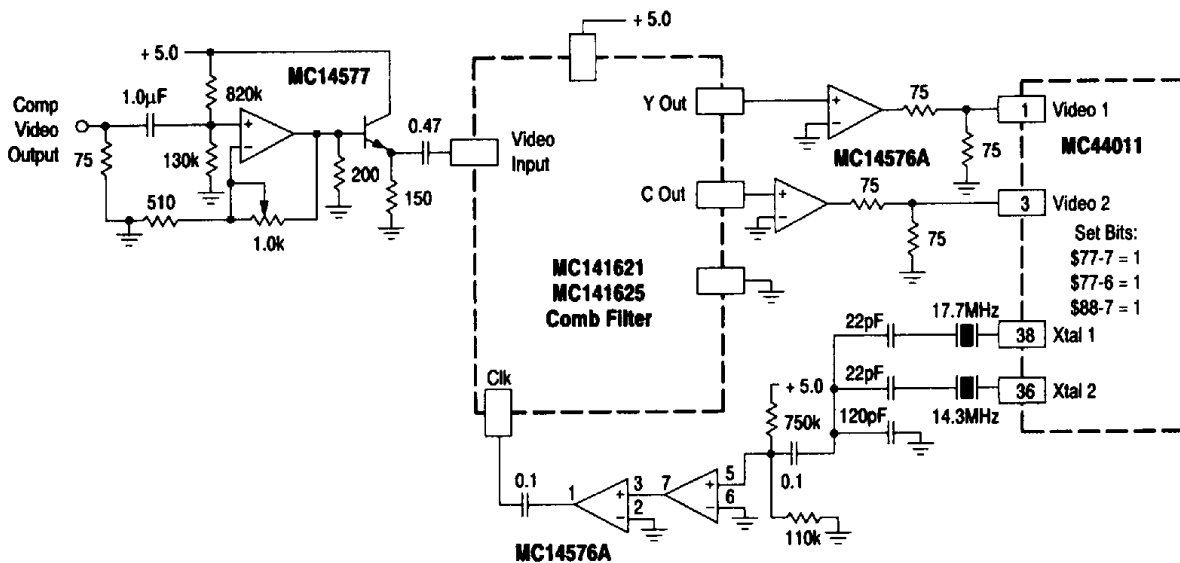 + 5.0
+ 5.0
MC14577
1.0µF
820k
Comp
Video
Output
75
130k
510
1.0k
200
150
0.47
Video
Input
Y Out
C Out
MC141621
MC141625
Comb Filter
Clk
75
75
MC14576A
75
75
1
Video 1
MC44011
3
Video 2
Set Bits:
$77-7 = 1
$77-6 = 1
$88-7 = 1
22pF
17.7MHz
38
Xtal 1
22pF
36
Xtal 2
14.3MHz
120pF
+ 5.0
750k
0.1
110k
0.1
1
3
2
7
5
6
MC14576A